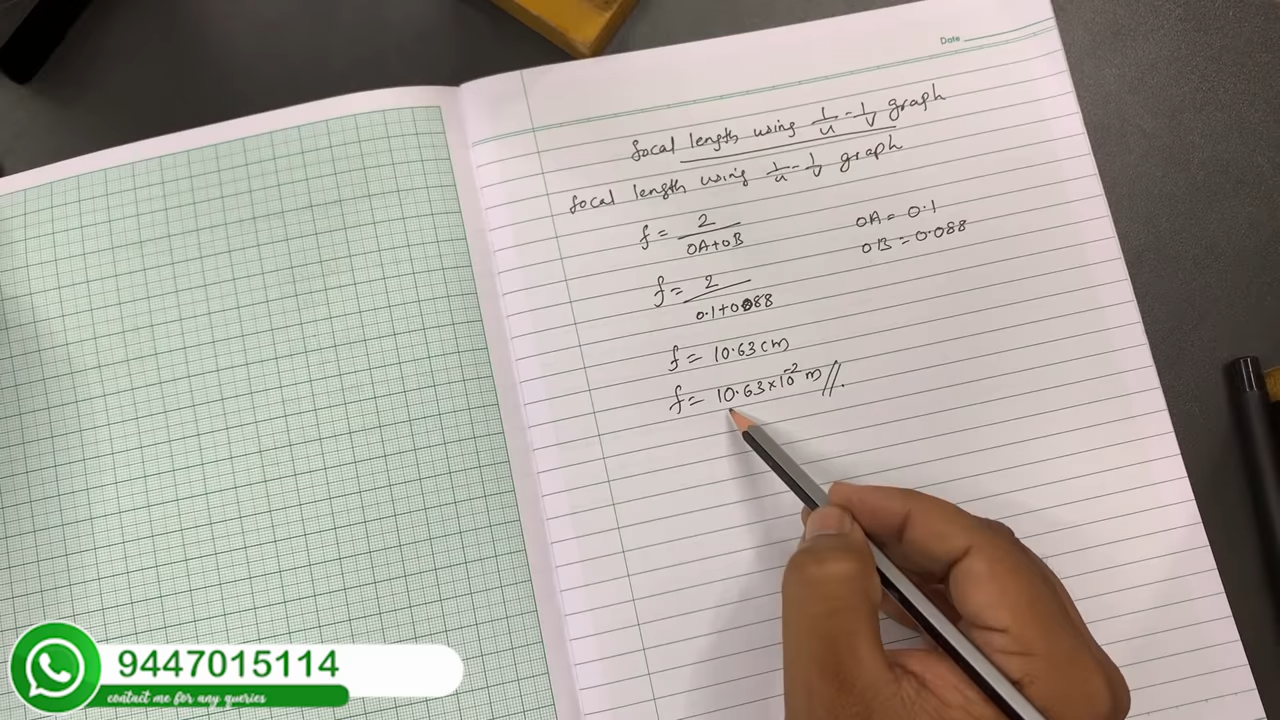 Date
focal length using 1/u - 1/v graph
focal length using 1/u - 1/v graph
f = 2/(OA+OB)
OA = 0.1
OB = 0.088
f = 2/(0.1+0.088)
f = 10.63 cm
f = 10.63 × 10⁻² m //.
9447015114
contact me for any queries